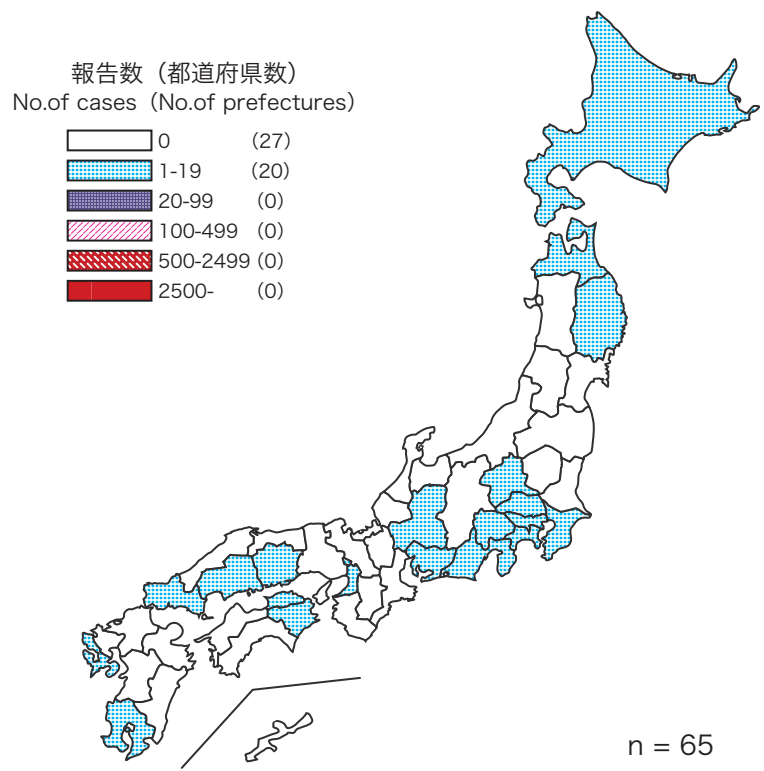 報告数（都道府県数）
No.of cases（No.of prefectures）
0 (27)
1-19 (20)
20-99 (0)
100-499 (0)
500-2499 (0)
2500- (0)
n = 65